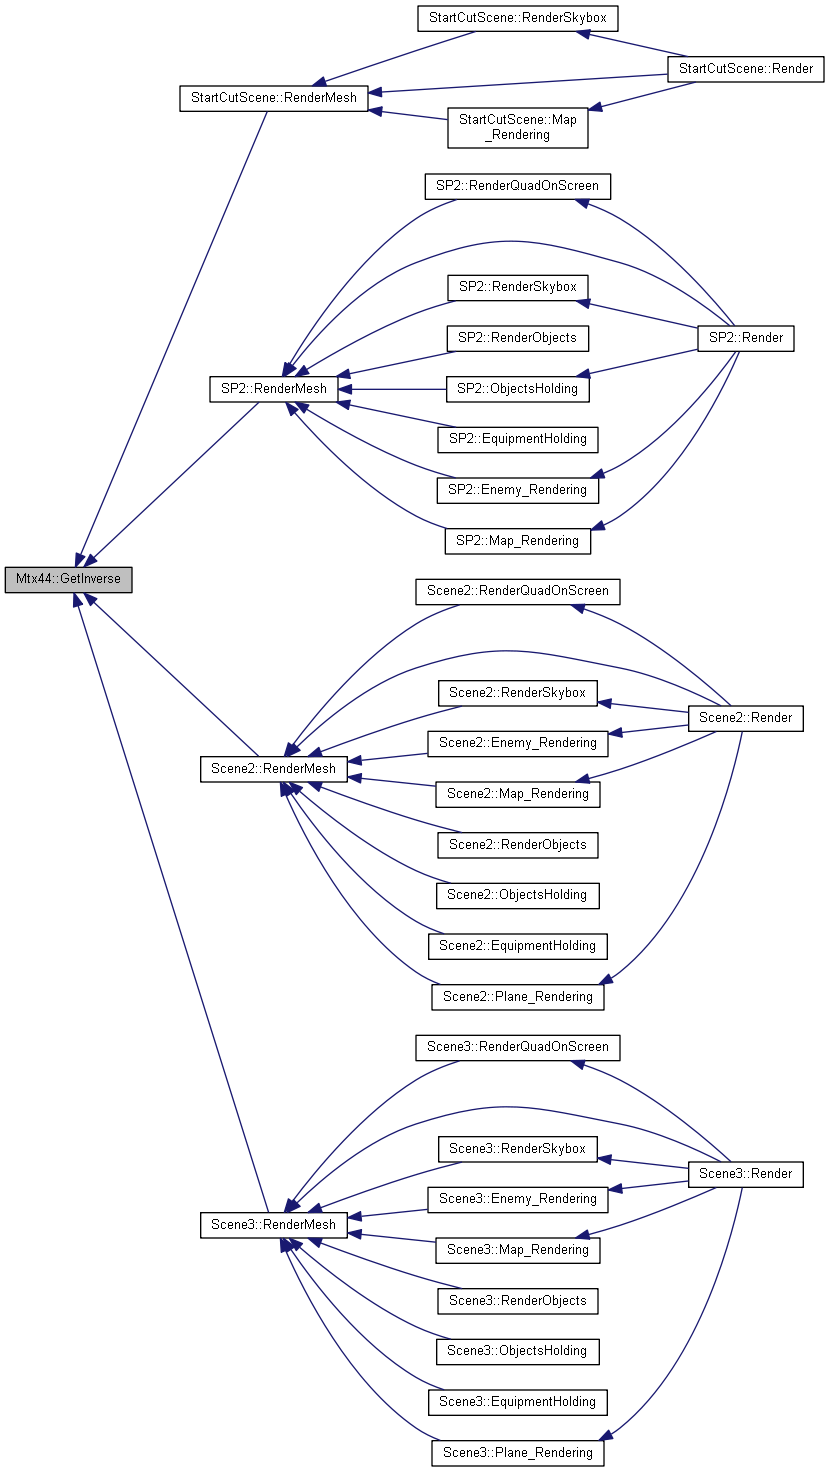 StartCutScene::RenderSkybox
StartCutScene::Render
StartCutScene::RenderMesh
StartCutScene::Map
_Rendering
SP2::RenderQuadOnScreen
SP2::RenderSkybox
SP2::RenderObjects
SP2::Render
SP2::RenderMesh
SP2::ObjectsHolding
SP2::EquipmentHolding
SP2::Enemy_Rendering
SP2::Map_Rendering
Mtx44::GetInverse
Scene2::RenderQuadOnScreen
Scene2::RenderSkybox
Scene2::Render
Scene2::Enemy_Rendering
Scene2::RenderMesh
Scene2::Map_Rendering
Scene2::RenderObjects
Scene2::ObjectsHolding
Scene2::EquipmentHolding
Scene2::Plane_Rendering
Scene3::RenderQuadOnScreen
Scene3::RenderSkybox
Scene3::Render
Scene3::Enemy_Rendering
Scene3::RenderMesh
Scene3::Map_Rendering
Scene3::RenderObjects
Scene3::ObjectsHolding
Scene3::EquipmentHolding
Scene3::Plane_Rendering